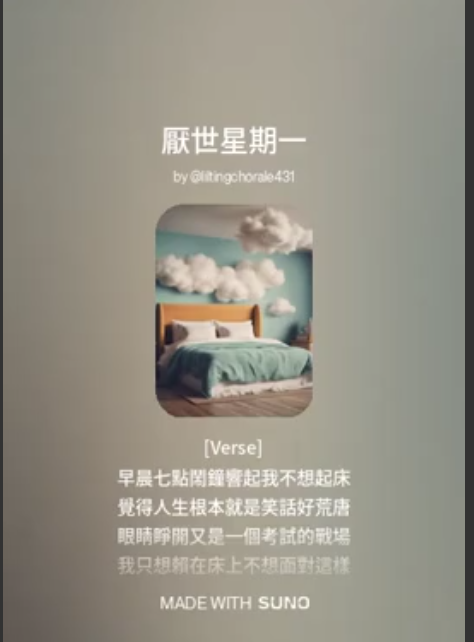 厭世星期一
by @liltingchorale431
[Verse]
早晨七點鬧鐘響起我不想起床
覺得人生根本就是笑話好荒唐
眼睛睜開又是一個考試的戰場
我只想賴在床上不想面對這樣
MADE WITH SUNO